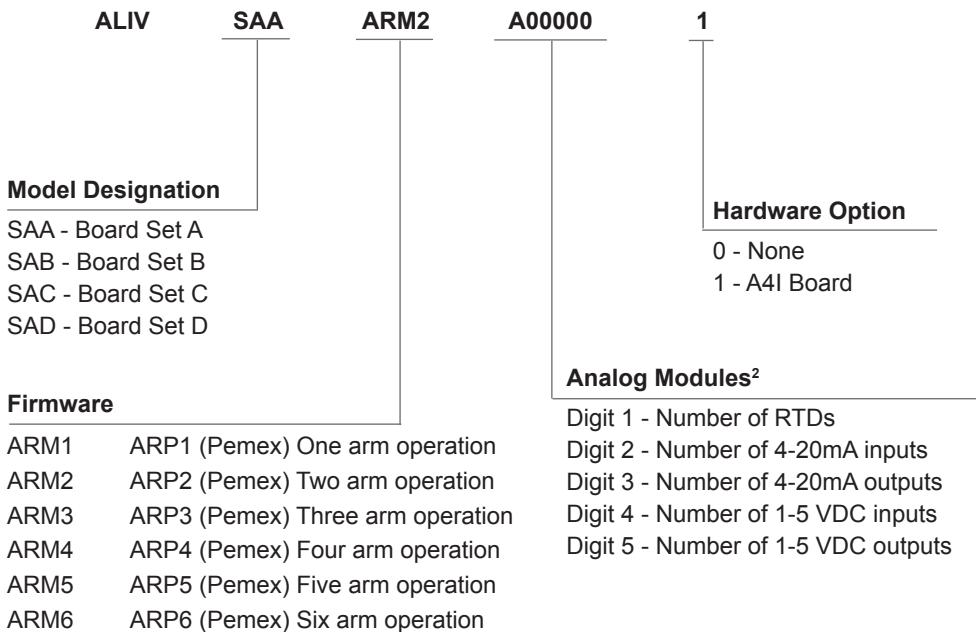 ALIV SAA ARM2 A00000 1
Model Designation
SAA - Board Set A
SAB - Board Set B
SAC - Board Set C
SAD - Board Set D
Hardware Option
0 - None
1 - A4I Board
Firmware
ARM1 ARP1 (Pemex) One arm operation
ARM2 ARP2 (Pemex) Two arm operation
ARM3 ARP3 (Pemex) Three arm operation
ARM4 ARP4 (Pemex) Four arm operation
ARM5 ARP5 (Pemex) Five arm operation
ARM6 ARP6 (Pemex) Six arm operation
Analog Modules²
Digit 1 - Number of RTDs
Digit 2 - Number of 4-20mA inputs
Digit 3 - Number of 4-20mA outputs
Digit 4 - Number of 1-5 VDC inputs
Digit 5 - Number of 1-5 VDC outputs